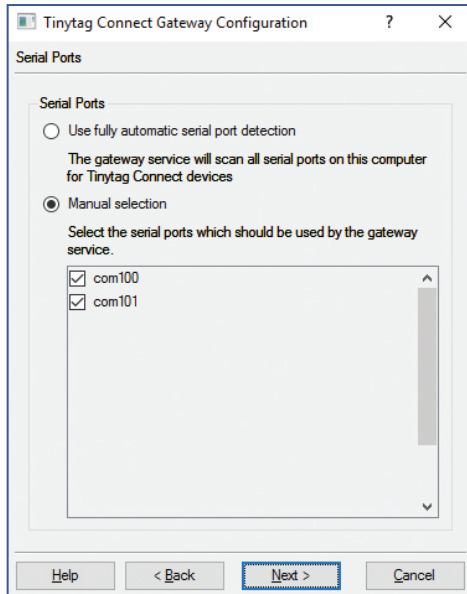 Tinytag Connect Gateway Configuration ?
Serial Ports
Serial Ports
Use fully automatic serial port detection
The gateway service will scan all serial ports on this computer
for Tinytag Connect devices
Manual selection
Select the serial ports which should be used by the gateway
service.
com100
com101
Help < Back Next > Cancel